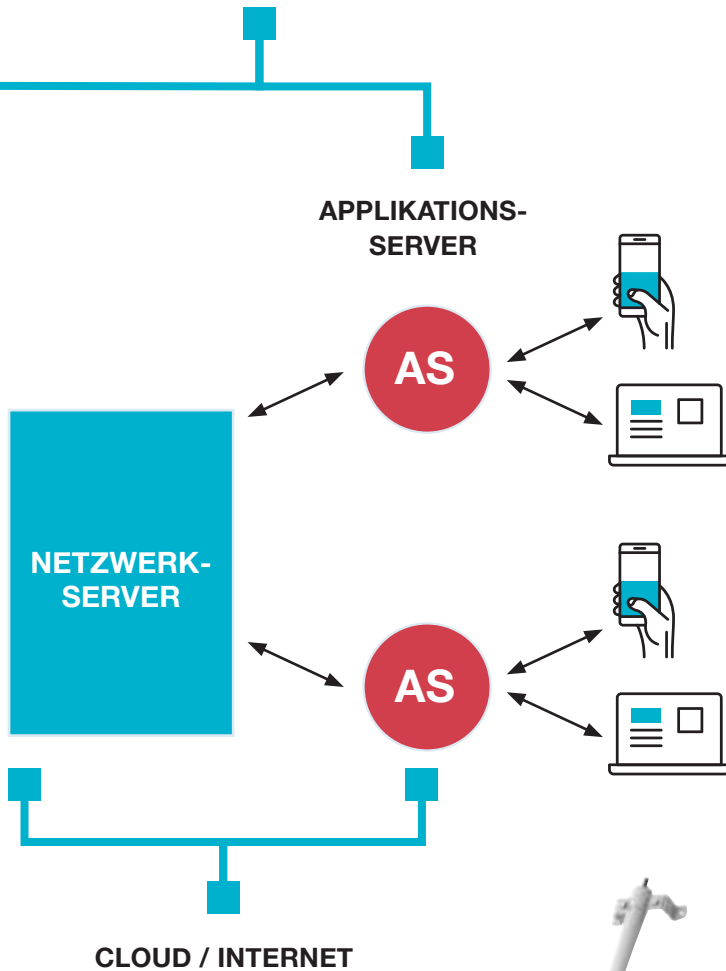 APPLIKATIONS-
SERVER
AS
NETZWERK-
SERVER
AS
CLOUD / INTERNET